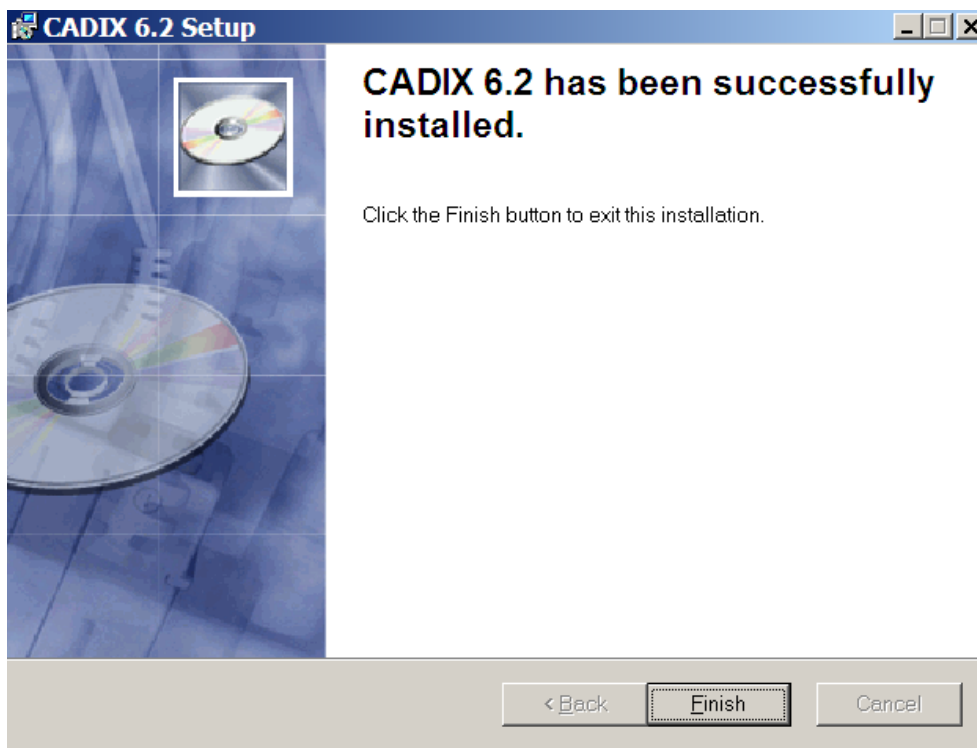 CADIX 6.2 Setup
CADIX 6.2 has been successfully
installed.
Click the Finish button to exit this installation.
< Back
Finish
Cancel